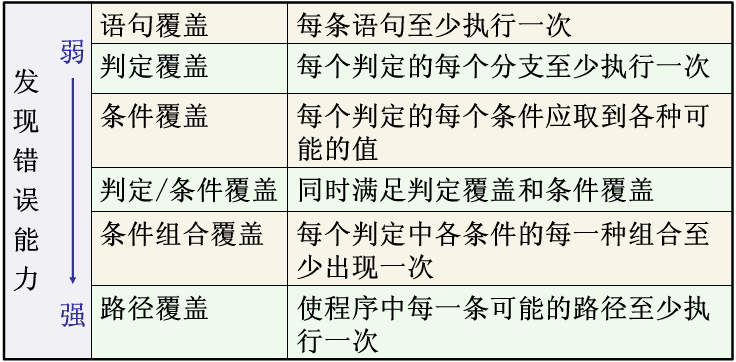 发现错误能力
弱
强
语句覆盖 每条语句至少执行一次
判定覆盖 每个判定的每个分支至少执行一次
条件覆盖 每个判定的每个条件应取到各种可
能的值
判定/条件覆盖 同时满足判定覆盖和条件覆盖
条件组合覆盖 每个判定中各条件的每一种组合至
少出现一次
路径覆盖 使程序中每一条可能的路径至少执
行一次